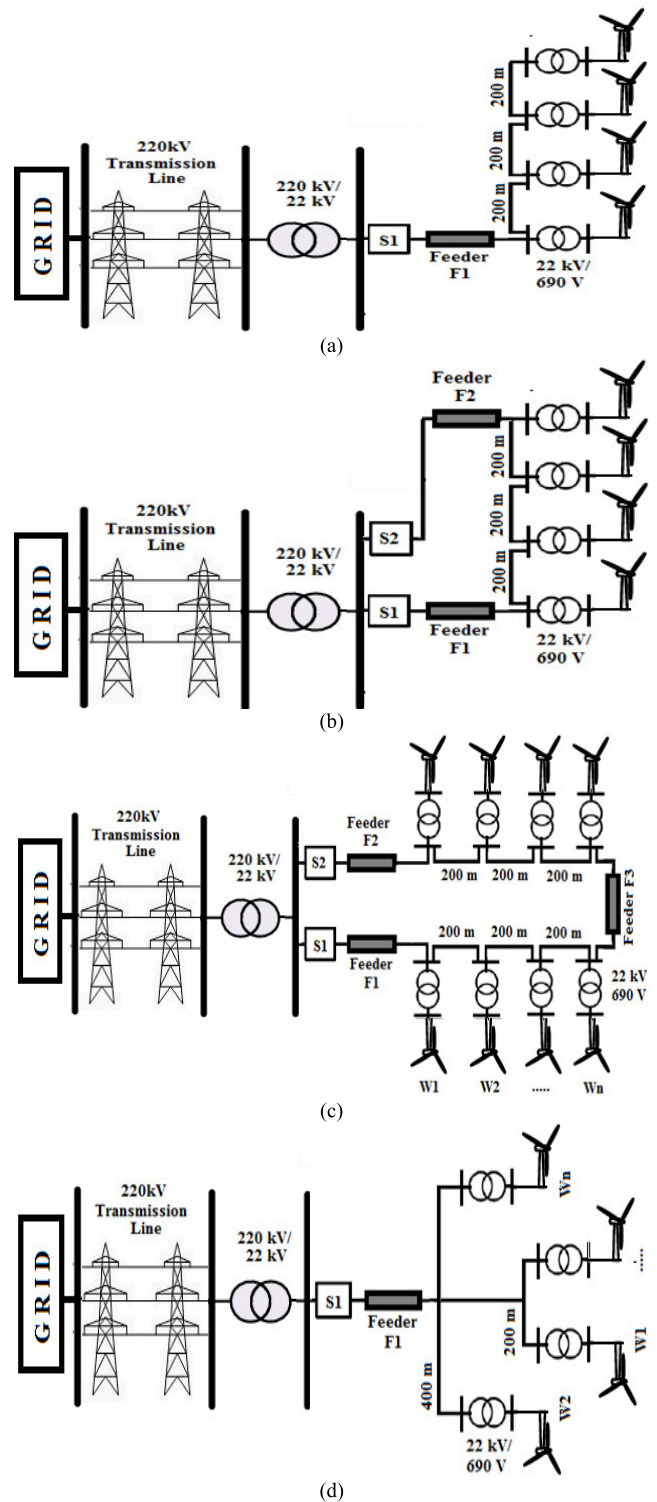 200 m
200 m
200 m
220kV
Transmission
Line
220 kV/
22 kV
GRID
S1
Feeder
F1
22 kV/
690 V
(a)
Feeder
F2
200 m
200 m
200 m
220kV
Transmission
Line
220 kV/
22 kV
S2
GRID
S1
Feeder
F1
22 kV/
690 V
(b)
220kV
Transmission
Line
220 kV/
22 kV
Feeder
F2
S2
200 m
200 m
200 m
Feeder F3
GRID
S1
Feeder
F1
200 m
200 m
200 m
22 kV
690 V
W1
W2
.....
Wn
(c)
220kV
Transmission
Line
220 kV/
22 kV
Wn
GRID
S1
Feeder
F1
.....
200 m
W1
400 m
W2
22 kV/
690 V
(d)